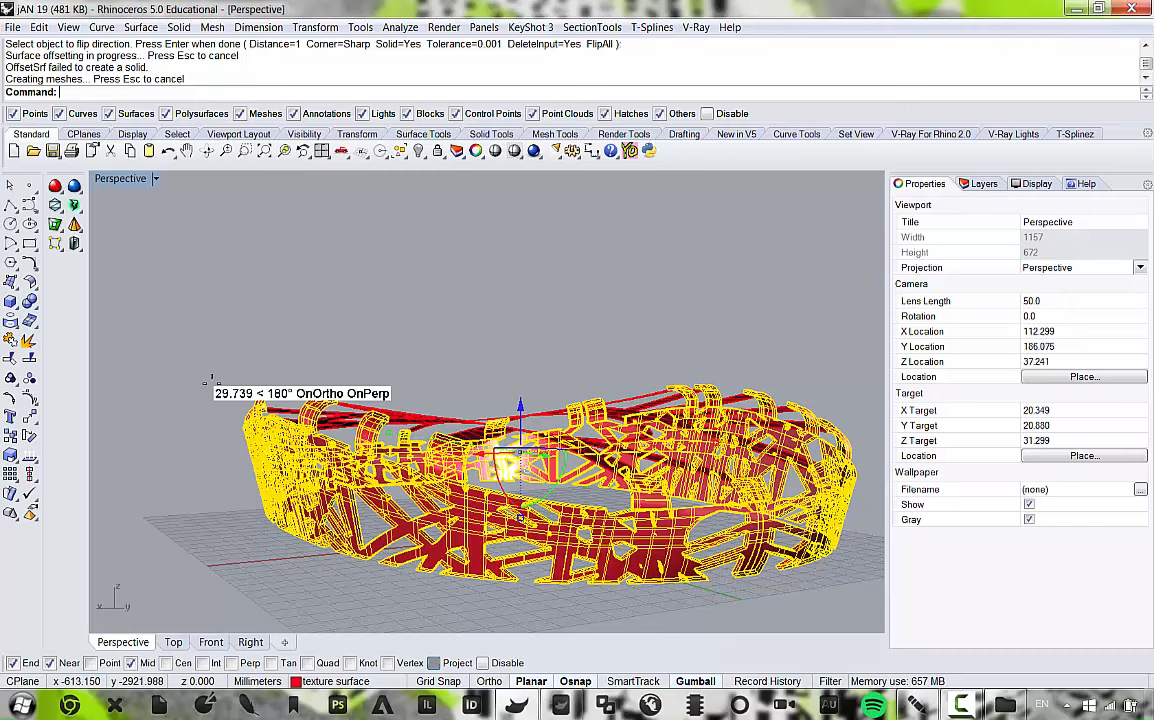 jAN 19 (481 KB) - Rhinoceros 5.0 Educational - [Perspective]
File Edit View Curve Surface Solid Mesh Dimension Transform Tools Analyze KeyShot 3 SectionTools T-Splines V-Ray Help
Select object to flip direction. Press Enter when done ( Distance=1 Corner=Sharp Solid=Yes Tolerance=0.001 DeleteInput=Yes FlipAll ):
Surface offsetting in progress... Press Esc to cancel
OffsetSrf failed to create a solid.
Creating meshes... Press Esc to cancel
Command:
Points Curves Surfaces Polysurfaces Meshes Annotations Lights Blocks Control Points Point Clouds Hatches Others Disable
Standard CPlanes Display Select Viewport Layout Visibility Transform Surface Tools Solid Tools Mesh Tools Render Tools Drafting New in V5 Curve Tools Set View V-Ray For Rhino 2.0 V-Ray Lights T-Splinez
Perspective
Properties Layers Display Help
Viewport
Title Perspective
Width 1157
Height 672
Projection Perspective
Camera
Lens Length 50.0
Rotation 0.0
X Location 112.299
Y Location 186.075
Z Location 37.241
Location Place...
Target
X Target 20.349
Y Target 20.880
Z Target 31.299
Location Place...
Wallpaper
Filename (none) ...
Show
Gray
29.739 < 180° OnOrtho OnPerp
z
x y
Perspective Top Front Right
End Near Point Mid Cen Int Perp Tan Quad Knot Vertex Project Disable
CPlane x -613.150 y -2921.988 z 0.000 Millimeters texture surface Grid Snap Ortho Planar Osnap SmartTrack Gumball Record History Filter Memory use: 657 MB
PS IL ID AU EN